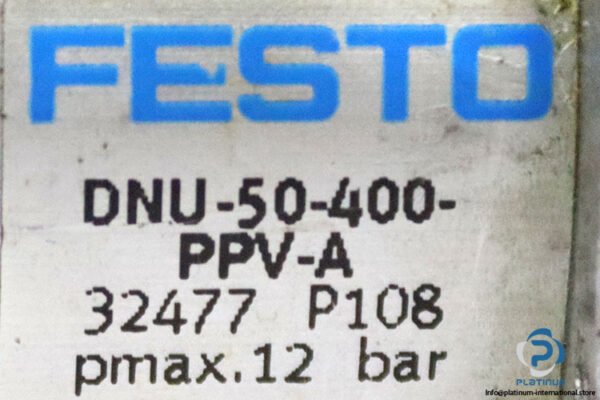 FESTO
DNU-50-400-
PPV-A
32477 P108
pmax.12 bar
PLATINUM
Info@platinum-international.store